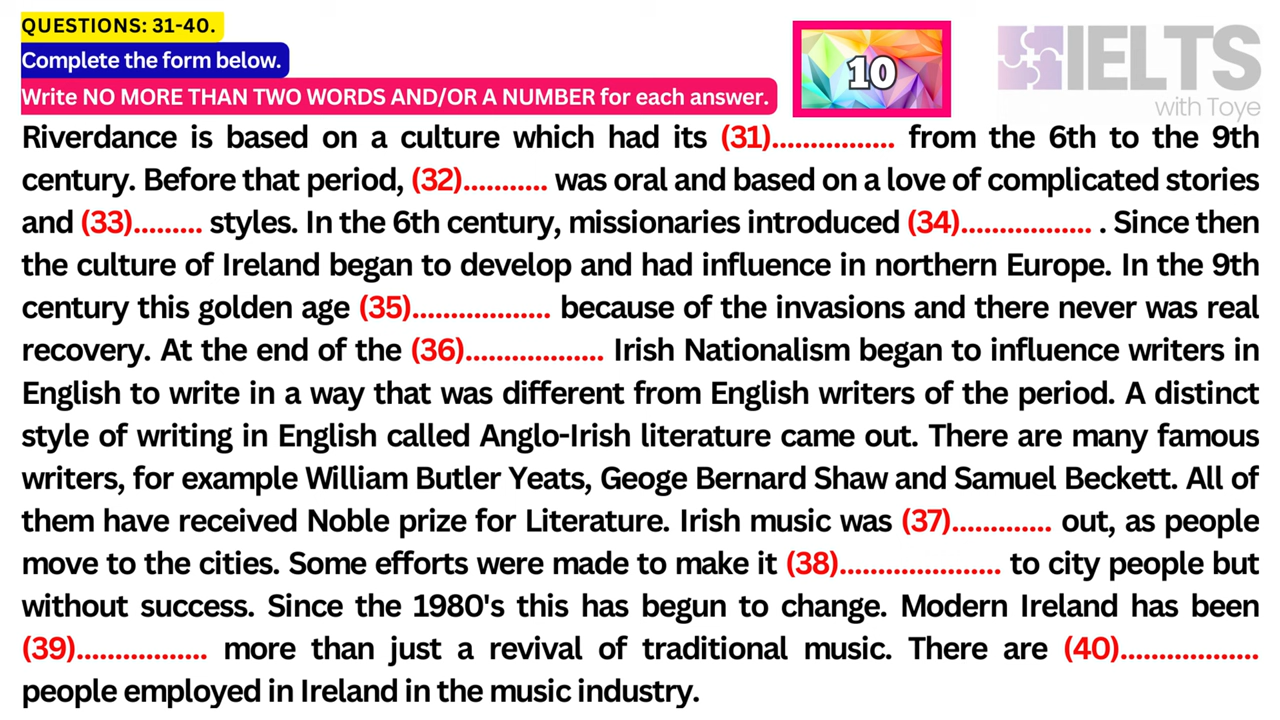 QUESTIONS: 31-40.
Complete the form below.
Write NO MORE THAN TWO WORDS AND/OR A NUMBER for each answer.
10
IELTS
with Toye
Riverdance is based on a culture which had its (31)................ from the 6th to the 9th
century. Before that period, (32)........... was oral and based on a love of complicated stories
and (33)......... styles. In the 6th century, missionaries introduced (34)................. . Since then
the culture of Ireland began to develop and had influence in northern Europe. In the 9th
century this golden age (35).................. because of the invasions and there never was real
recovery. At the end of the (36).................. Irish Nationalism began to influence writers in
English to write in a way that was different from English writers of the period. A distinct
style of writing in English called Anglo-Irish literature came out. There are many famous
writers, for example William Butler Yeats, Geoge Bernard Shaw and Samuel Beckett. All of
them have received Noble prize for Literature. Irish music was (37)............. out, as people
move to the cities. Some efforts were made to make it (38)..................... to city people but
without success. Since the 1980's this has begun to change. Modern Ireland has been
(39)................. more than just a revival of traditional music. There are (40)..................
people employed in Ireland in the music industry.